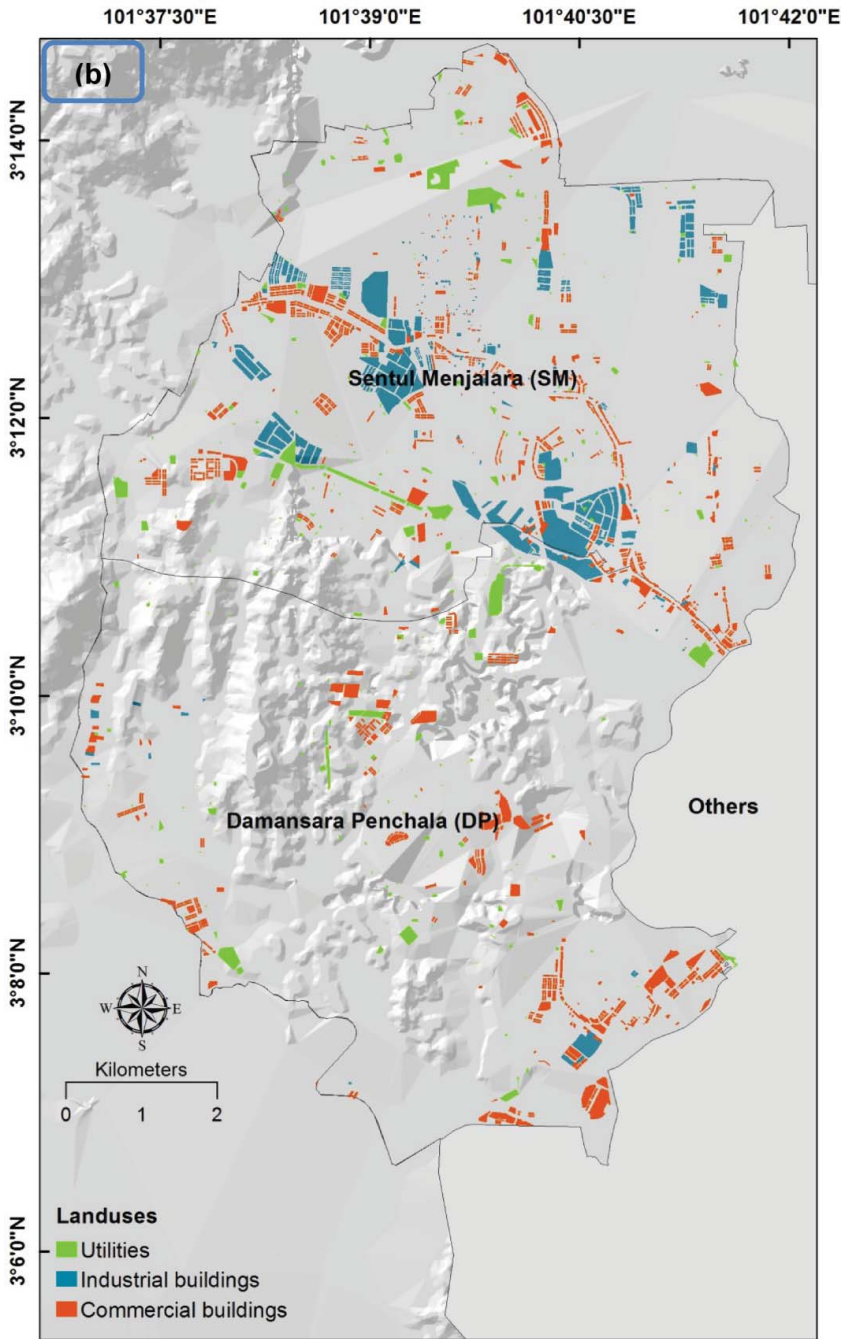 101°37'30"E 101°39'0"E 101°40'30"E 101°42'0"E
(b)
3°14'0"N
Sentul Menjalara (SM)
3°12'0"N
3°10'0"N
Others
Damansara Penchala (DP)
3°8'0"N
N
W E
S
Kilometers
0 1 2
Landuses
3°6'0"N
Utilities
Industrial buildings
Commercial buildings